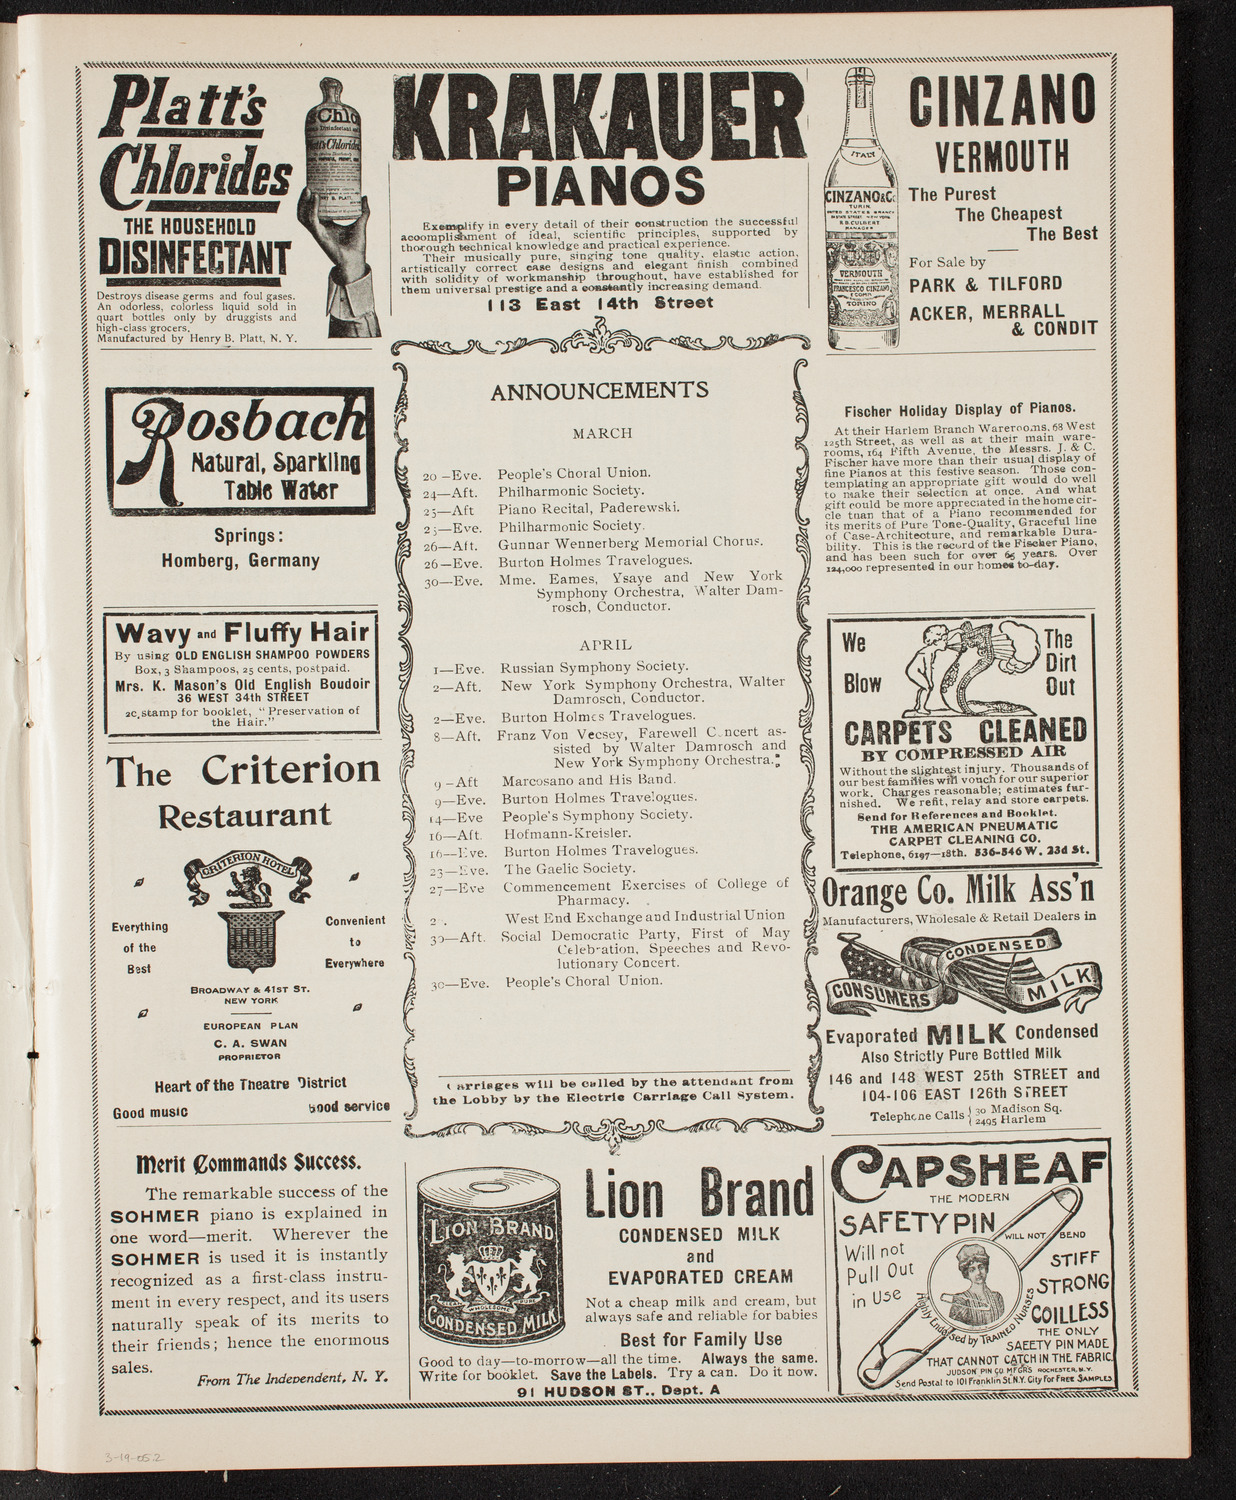 Platt's
Chlorides
THE HOUSEHOLD
DISINFECTANT
Destroys disease germs and foul gases.
An odorless, colorless liquid sold in
quart bottles only by druggists and
high-class grocers.
Manufactured by Henry B. Platt, N. Y.
KRAKAUER
PIANOS
Exemplify in every detail of their construction the successful
accomplishment of ideal, scientific principles, supported by
thorough technical knowledge and practical experience.
Their musically pure, singing tone quality, elastic action,
artistically correct case designs and elegant finish combined
with solidity of workmanship throughout, have established for
them universal prestige and a constantly increasing demand.
113 East 14th Street
ITALY
CINZANO & C.
TURIN
VERMOUTH
FRANCESCO CINZANO
TORINO
CINZANO
VERMOUTH
The Purest
The Cheapest
The Best
For Sale by
PARK & TILFORD
ACKER, MERRALL
& CONDIT
Rosbach
Natural, Sparkling
Table Water
Springs:
Homberg, Germany
Wavy and Fluffy Hair
By using OLD ENGLISH SHAMPOO POWDERS
Box, 3 Shampoos, 25 cents, postpaid.
Mrs. K. Mason's Old English Boudoir
36 WEST 34th STREET
2c. stamp for booklet, "Preservation of
the Hair."
The Criterion
Restaurant
CRITERION HOTEL
Everything
of the
Best
Convenient
to
Everywhere
BROADWAY & 41ST ST.
NEW YORK
EUROPEAN PLAN
C. A. SWAN
PROPRIETOR
Heart of the Theatre District
Good music
Good service
Merit Commands Success.
The remarkable success of the
SOHMER piano is explained in
one word—merit. Wherever the
SOHMER is used it is instantly
recognized as a first-class instru-
ment in every respect, and its users
naturally speak of its merits to
their friends; hence the enormous
sales.
From The Independent, N. Y.
ANNOUNCEMENTS
MARCH
20 —Eve. People's Choral Union.
24—Aft. Philharmonic Society.
25—Aft Piano Recital, Paderewski.
25—Eve. Philharmonic Society.
26—Aft. Gunnar Wennerberg Memorial Chorus.
26—Eve. Burton Holmes Travelogues.
30—Eve. Mme. Eames, Ysaye and New York
Symphony Orchestra, Walter Dam-
rosch, Conductor.
APRIL
1—Eve. Russian Symphony Society.
2—Aft. New York Symphony Orchestra, Walter
Damrosch, Conductor.
2—Eve. Burton Holmes Travelogues.
8—Aft. Franz Von Vecsey, Farewell Concert as-
sisted by Walter Damrosch and
New York Symphony Orchestra.
9 —Aft Marcosano and His Band.
9—Eve. Burton Holmes Travelogues.
14—Eve People's Symphony Society.
16—Aft. Hofmann-Kreisler.
16—Eve. Burton Holmes Travelogues.
23—Eve. The Gaelic Society.
27—Eve Commencement Exercises of College of
Pharmacy.
2 . West End Exchange and Industrial Union
30—Aft. Social Democratic Party, First of May
Celebration, Speeches and Revo-
lutionary Concert.
30—Eve. People's Choral Union.
Carriages will be called by the attendant from
the Lobby by the Electric Carriage Call System.
LION BRAND
WHOLESOME
CONDENSED MILK
Lion Brand
CONDENSED MILK
and
EVAPORATED CREAM
Not a cheap milk and cream, but
always safe and reliable for babies
Best for Family Use
Good to day—to-morrow—all the time. Always the same.
Write for booklet. Save the Labels. Try a can. Do it now.
91 HUDSON ST., Dept. A
Fischer Holiday Display of Pianos.
At their Harlem Branch Warerooms, 68 West
125th Street, as well as at their main ware-
rooms, 164 Fifth Avenue, the Messrs. J. & C.
Fischer have more than their usual display of
fine Pianos at this festive season. Those con-
templating an appropriate gift would do well
to make their selection at once. And what
gift could be more appreciated in the home cir-
cle than that of a Piano recommended for
its merits of Pure Tone-Quality, Graceful line
of Case-Architecture, and remarkable Dura-
bility. This is the record of the Fischer Piano,
and has been such for over 65 years. Over
124,000 represented in our homes to-day.
We
Blow
The
Dirt
Out
CARPETS CLEANED
BY COMPRESSED AIR
Without the slightest injury. Thousands of
our best families will vouch for our superior
work. Charges reasonable; estimates fur-
nished. We refit, relay and store carpets.
Send for References and Booklet.
THE AMERICAN PNEUMATIC
CARPET CLEANING CO.
Telephone, 6197—18th. 536-546 W. 23d St.
Orange Co. Milk Ass'n
Manufacturers, Wholesale & Retail Dealers in
CONSUMERS CONDENSED MILK
Evaporated MILK Condensed
Also Strictly Pure Bottled Milk
146 and 148 WEST 25th STREET and
104-106 EAST 126th STREET
Telephone Calls { 30 Madison Sq.
2495 Harlem
CAPSHEAF
THE MODERN
SAFETY PIN
WILL NOT BEND
Will not
Pull Out
in Use
STIFF
STRONG
COILLESS
Highly Endorsed by TRAINED NURSES
THE ONLY
SAFETY PIN MADE
THAT CANNOT CATCH IN THE FABRIC.
JUDSON PIN CO MFGRS ROCHESTER, N.Y.
Send Postal to 101 Franklin St. N.Y. City For FREE SAMPLES
3-19-05.2